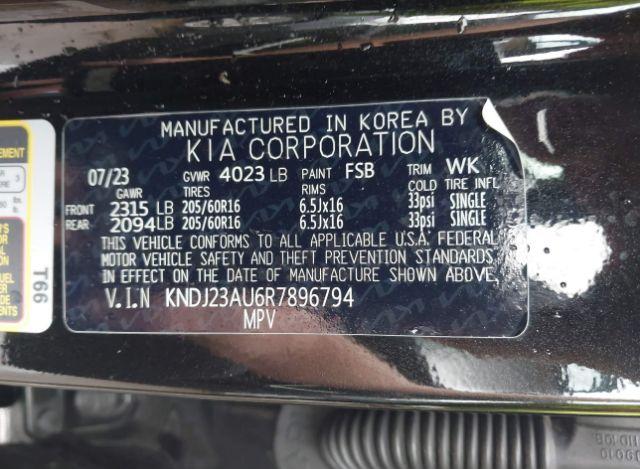 MANUFACTURED IN KOREA BY
KIA CORPORATION
07/23 GVWR 4023 LB PAINT FSB TRIM WK
GAWR TIRES RIMS COLD TIRE INFL
FRONT 2315 LB 205/60R16 6.5Jx16 33psi SINGLE
REAR 2094LB 205/60R16 6.5Jx16 33psi SINGLE
THIS VEHICLE CONFORMS TO ALL APPLICABLE U.S.A. FEDERAL
MOTOR VEHICLE SAFETY AND THEFT PREVENTION STANDARDS
IN EFFECT ON THE DATE OF MANUFACTURE SHOWN ABOVE.
V.I.N KNDJ23AU6R7896794
MPV
T66